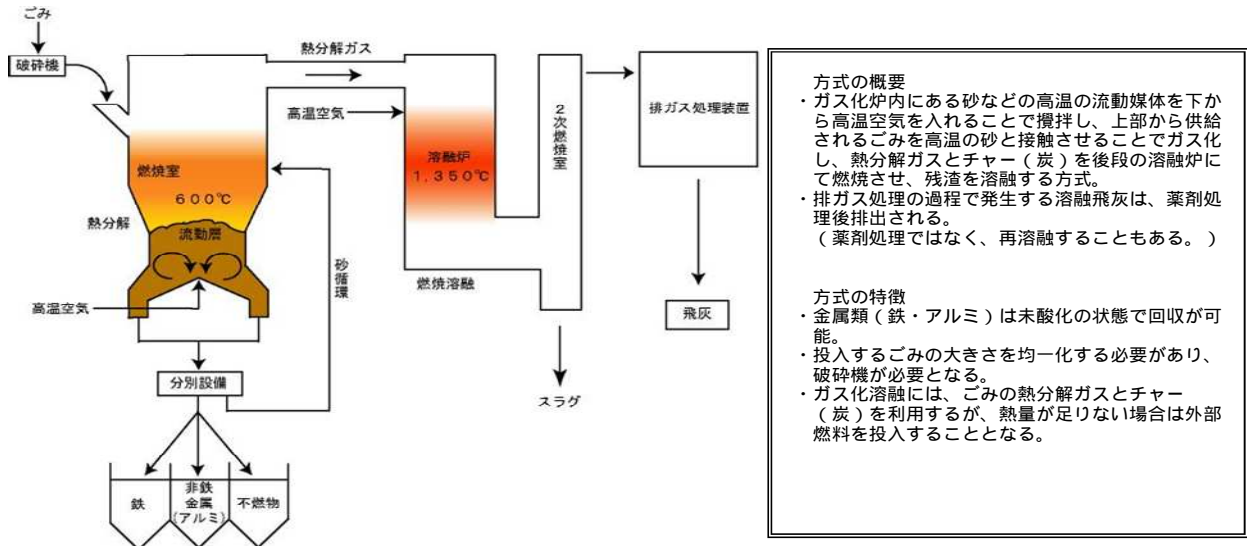 ごみ
破砕機
熱分解ガス
高温空気
燃焼室
600℃
熱分解
流動層
高温空気
砂循環
溶融炉
1,350℃
燃焼溶融
2次燃焼室
排ガス処理装置
飛灰
スラグ
分別設備
鉄
非鉄
金属
(アルミ)
不燃物
方式の概要
・ガス化炉内にある砂などの高温の流動媒体を下か
ら高温空気を入れることで攪拌し、上部から供給
されるごみを高温の砂と接触させることでガス化
し、熱分解ガスとチャー(炭)を後段の溶融炉に
て燃焼させ、残渣を溶融する方式。
・排ガス処理の過程で発生する溶融飛灰は、薬剤処
理後排出される。
(薬剤処理ではなく、再溶融することもある。)
方式の特徴
・金属類(鉄・アルミ)は未酸化の状態で回収が可
能。
・投入するごみの大きさを均一化する必要があり、
破砕機が必要となる。
・ガス化溶融には、ごみの熱分解ガスとチャー
(炭)を利用するが、熱量が足りない場合は外部
燃料を投入することとなる。